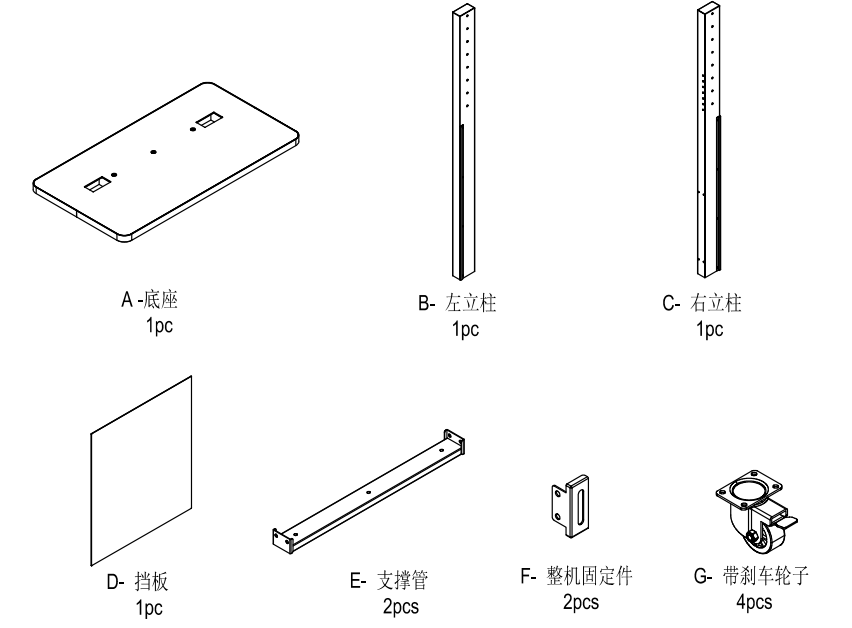 A -底座
1pc
B- 左立柱
1pc
C- 右立柱
1pc
D- 挡板
1pc
E- 支撑管
2pcs
F- 整机固定件
2pcs
G- 带刹车轮子
4pcs